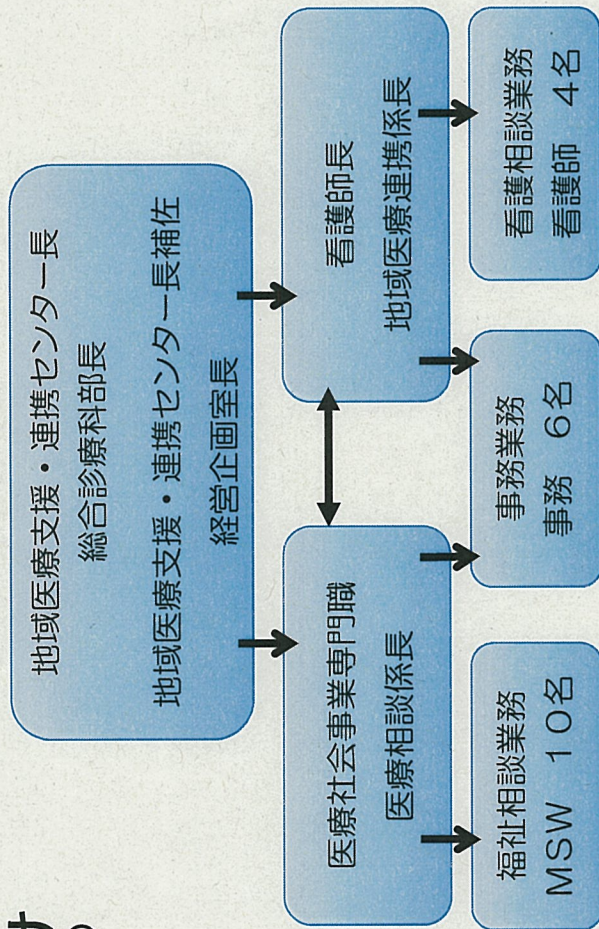 す。
地域医療支援・連携センター長
総合診療科部長
地域医療支援・連携センター長補佐
経営企画室長
医療社会事業専門職
医療相談係長
看護師長
地域医療連携係長
福祉相談業務
MSW 10名
事務業務
事務 6名
看護相談業務
看護師 4名